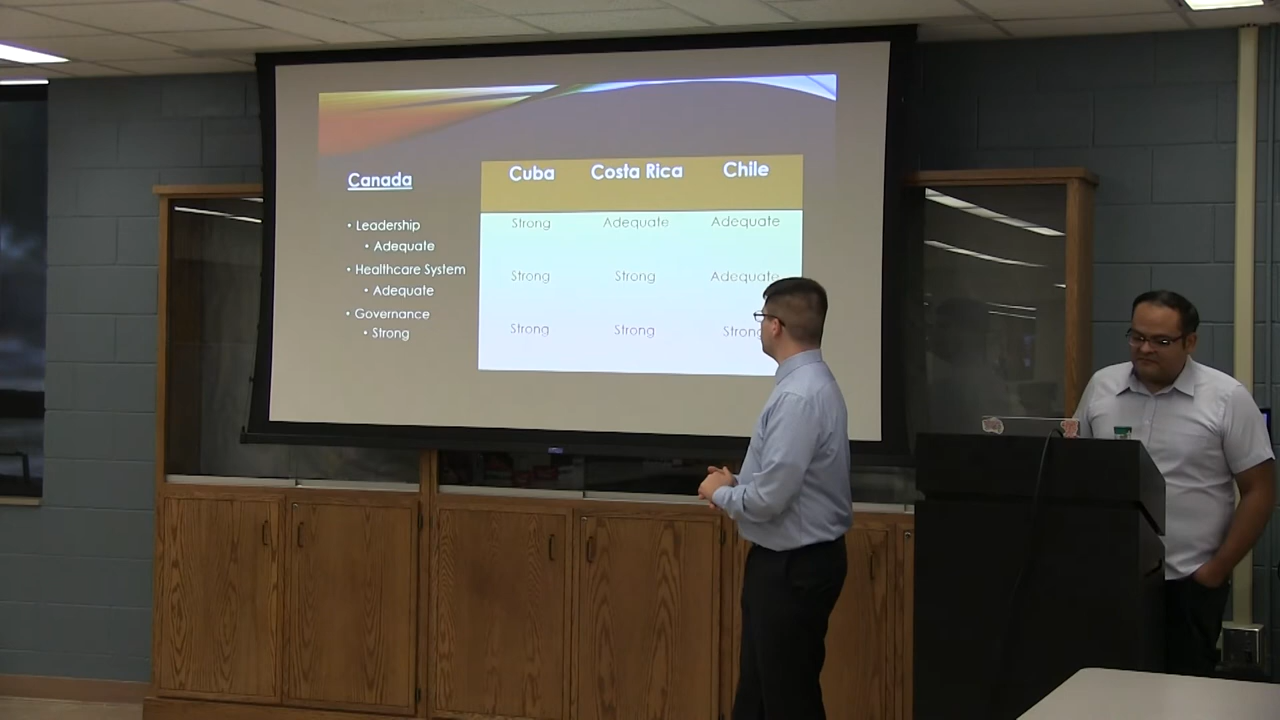 Canada
• Leadership
• Adequate
• Healthcare System
• Adequate
• Governance
• Strong
Cuba Costa Rica Chile
Strong Adequate Adequate
Strong Strong Adequate
Strong Strong Strong